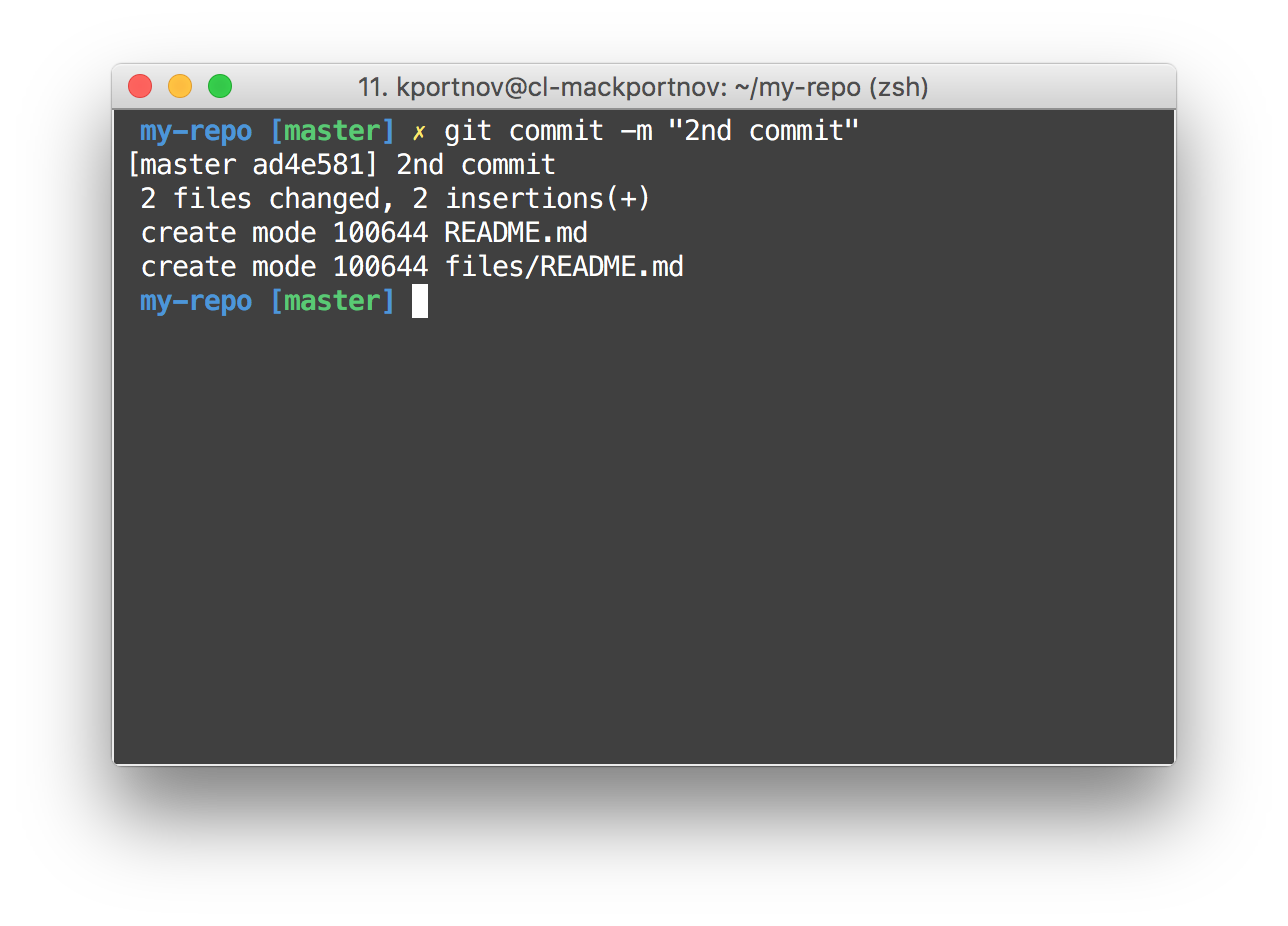 11. kportnov@cl-mackportnov: ~/my-repo (zsh)
my-repo [master] ✗ git commit -m "2nd commit"
[master ad4e581] 2nd commit
2 files changed, 2 insertions(+)
create mode 100644 README.md
create mode 100644 files/README.md
my-repo [master]